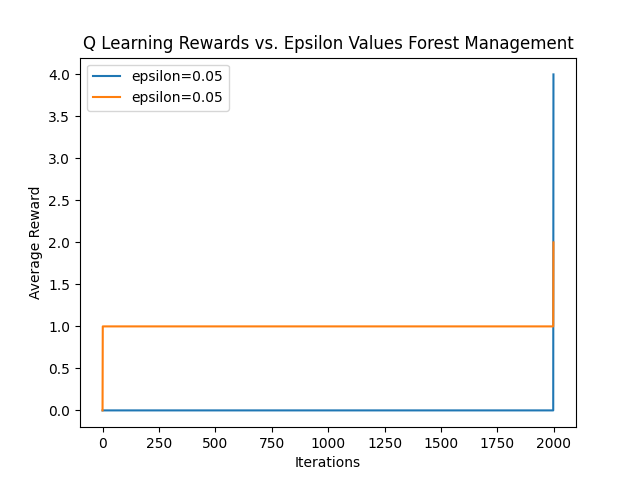 Q Learning Rewards vs. Epsilon Values Forest Management
epsilon=0.05
epsilon=0.05
4.0
3.5
3.0
2.5
2.0
1.5
1.0
0.5
0.0
Average Reward
0 250 500 750 1000 1250 1500 1750 2000
Iterations